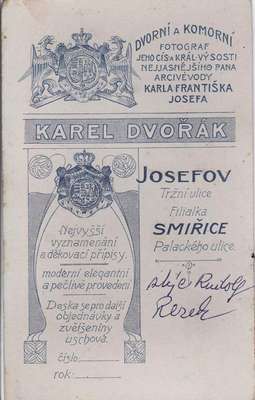 DVORNÍ A KOMORNÍ
FOTOGRAF
JEHO CÍS. A KRÁL. VÝSOSTI
NEJJASNĚJŠÍHO PANA
ARCIVÉVODY
KARLA FRANTIŠKA
JOSEFA
KAREL DVOŘÁK
JOSEFOV
Tržní ulice
Filialka
SMIŘICE
Palackého ulice.
Nejvyšší
vyznamenání
a děkovací přípisy.
moderní elegantní
a pečlivé provedení.
Deska se pro další
objednávky a
zvětšeniny
uschová.
číslo:
rok:
strýc Rudolf